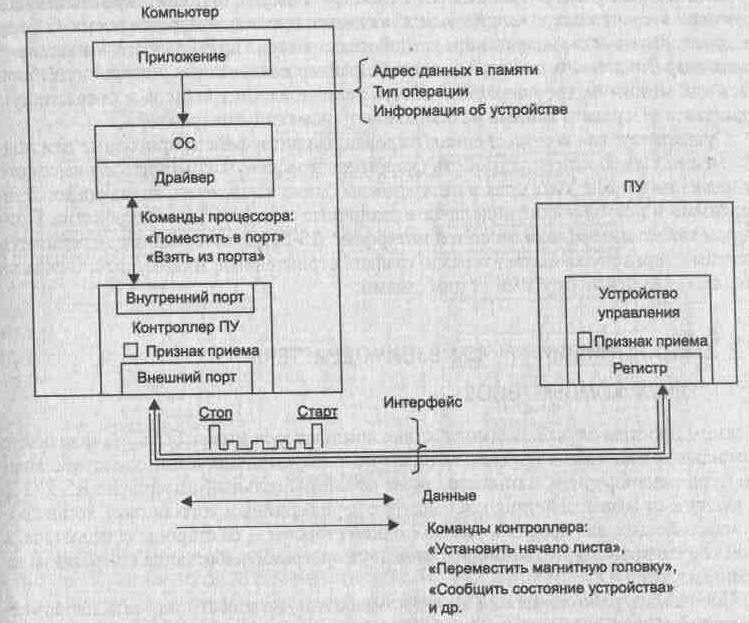 Компьютер
Приложение
Адрес данных в памяти
Тип операции
Информация об устройстве
ОС
Драйвер
ПУ
Команды процессора:
«Поместить в порт»
«Взять из порта»
Внутренний порт
Контроллер ПУ
Признак приема
Внешний порт
Устройство
управления
Признак приема
Регистр
Стоп
Старт
Интерфейс
Данные
Команды контроллера:
«Установить начало листа»,
«Переместить магнитную головку»,
«Сообщить состояние устройства»
и др.